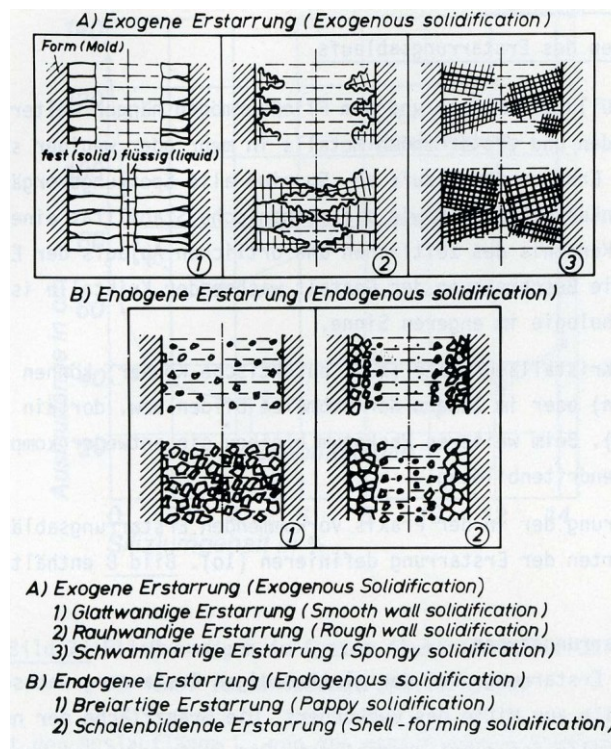 A) Exogene Erstarrung (Exogenous solidification)
Form (Mold)
fest (solid) flüssig (liquid)
1
2
3
B) Endogene Erstarrung (Endogenous solidification)
1
2
A) Exogene Erstarrung (Exogenous Solidification)
1) Glattwandige Erstarrung (Smooth wall solidification)
2) Rauhwandige Erstarrung (Rough wall solidification)
3) Schwammartige Erstarrung (Spongy solidification)
B) Endogene Erstarrung (Endogenous solidification)
1) Breiartige Erstarrung (Pappy solidification)
2) Schalenbildende Erstarrung (Shell-forming solidification)